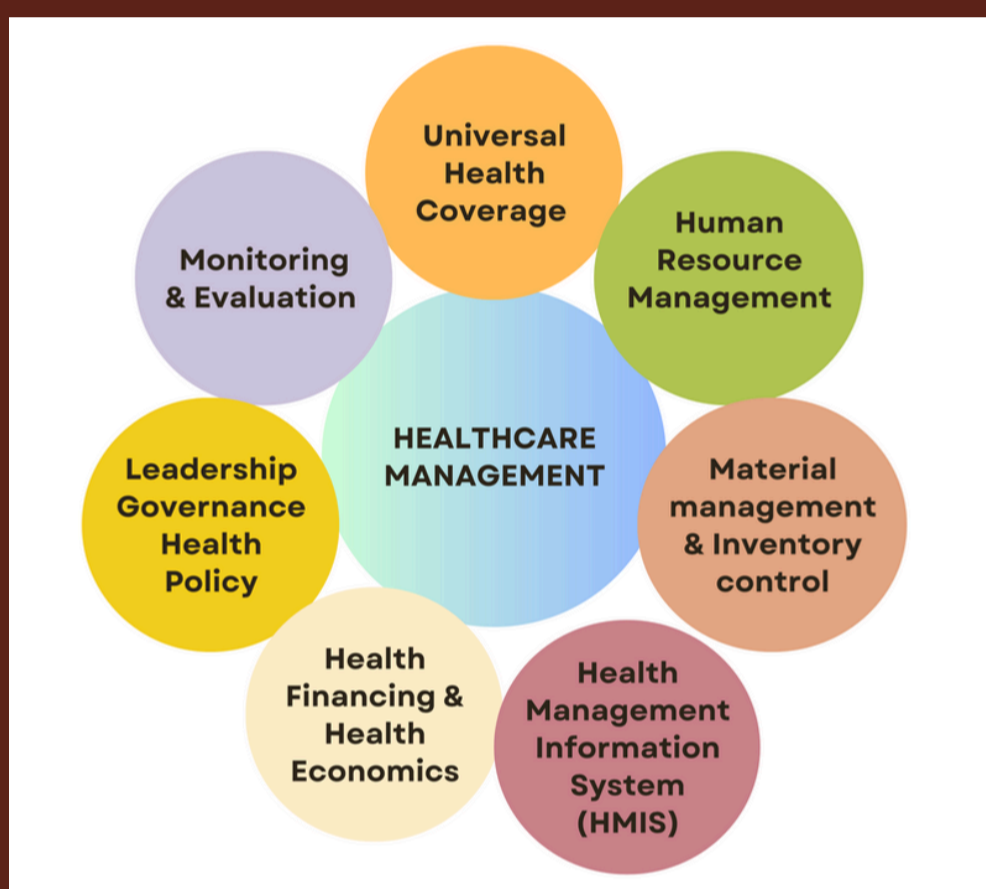 Universal
Health
Coverage
Human
Resource
Management
Material
management
& Inventory
control
Health
Management
Information
System
(HMIS)
Health
Financing &
Health
Economics
Leadership
Governance
Health
Policy
Monitoring
& Evaluation
HEALTHCARE
MANAGEMENT